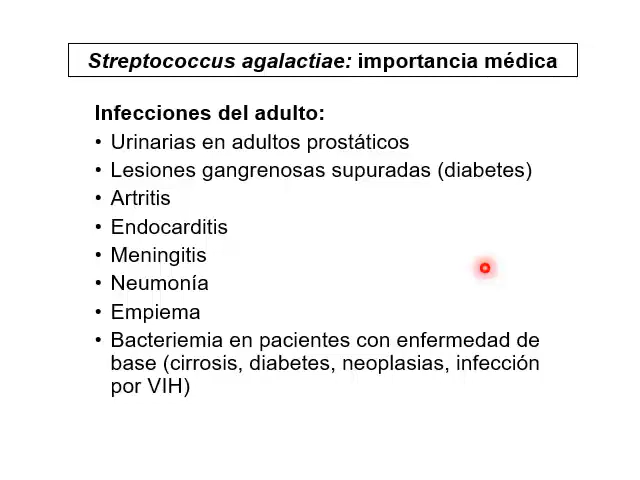 Streptococcus agalactiae: importancia médica
Infecciones del adulto:
• Urinarias en adultos prostáticos
• Lesiones gangrenosas supuradas (diabetes)
• Artritis
• Endocarditis
• Meningitis
• Neumonía
• Empiema
• Bacteriemia en pacientes con enfermedad de
base (cirrosis, diabetes, neoplasias, infección
por VIH)